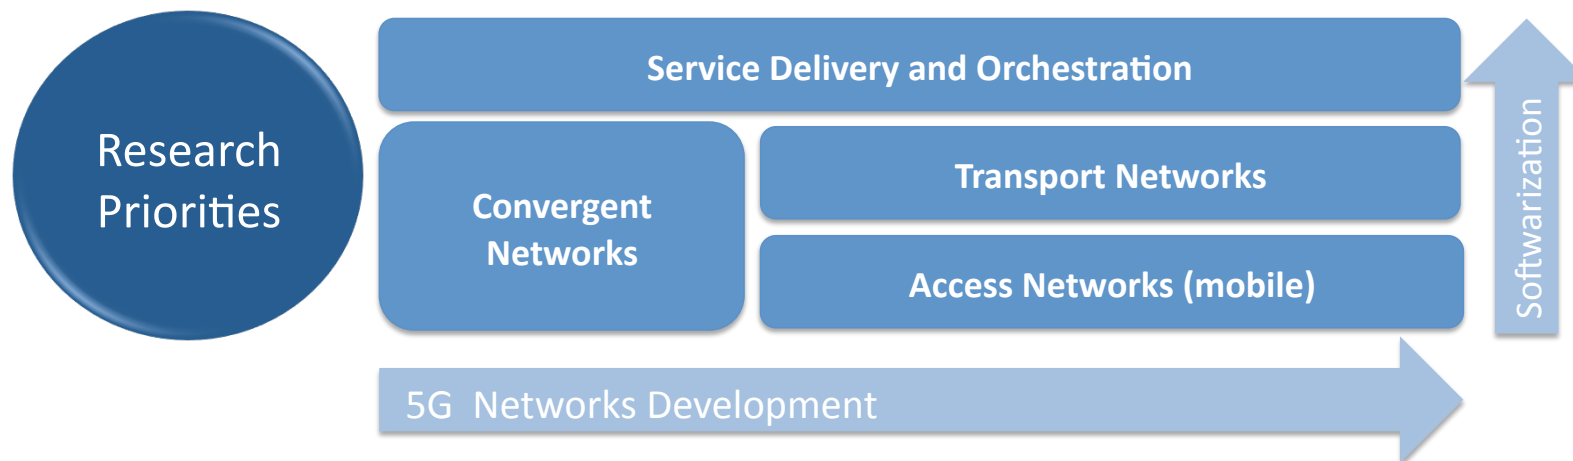 Research
Priorities
Service Delivery and Orchestration
Convergent
Networks
Transport Networks
Access Networks (mobile)
Softwarization
5G  Networks Development